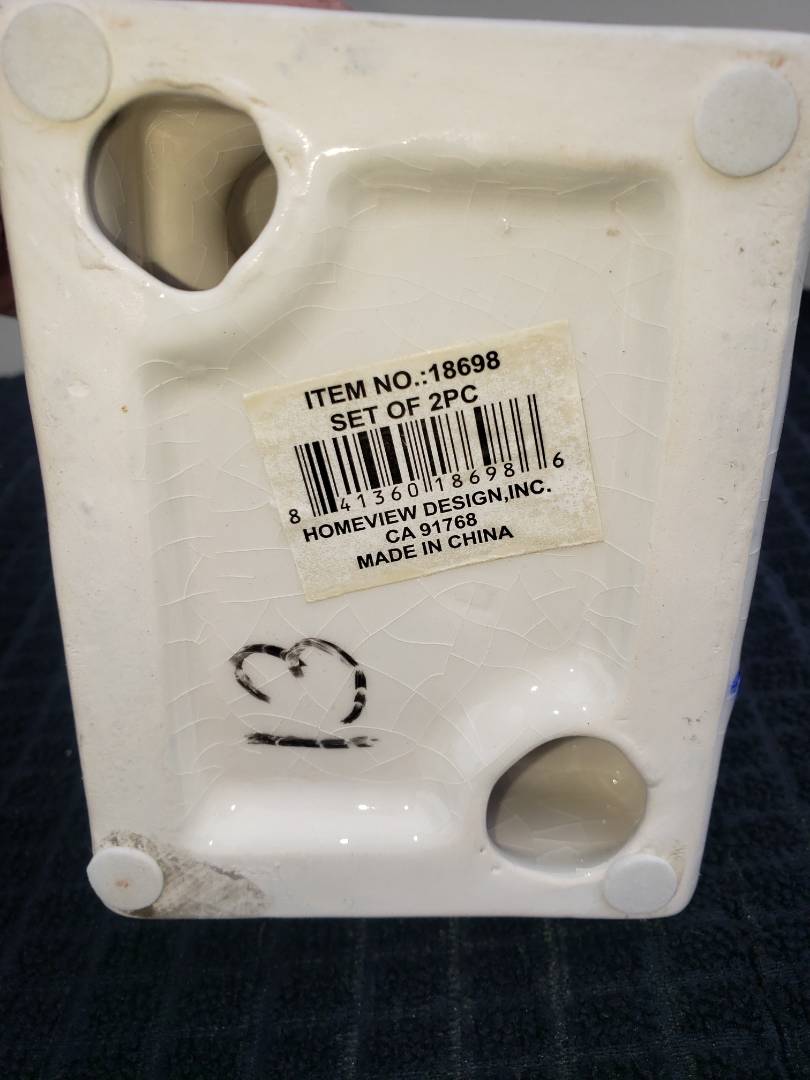 ITEM NO.:18698
SET OF 2PC
8 41360 18698 6
HOMEVIEW DESIGN,INC.
CA 91768
MADE IN CHINA